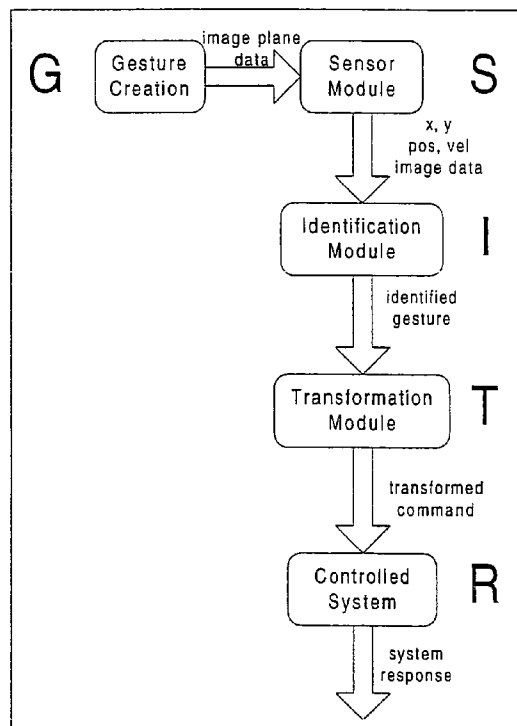 G
Gesture
Creation
image plane
data
Sensor
Module
S
x, y
pos, vel
image data
Identification
Module
I
identified
gesture
Transformation
Module
T
transformed
command
Controlled
System
R
system
response